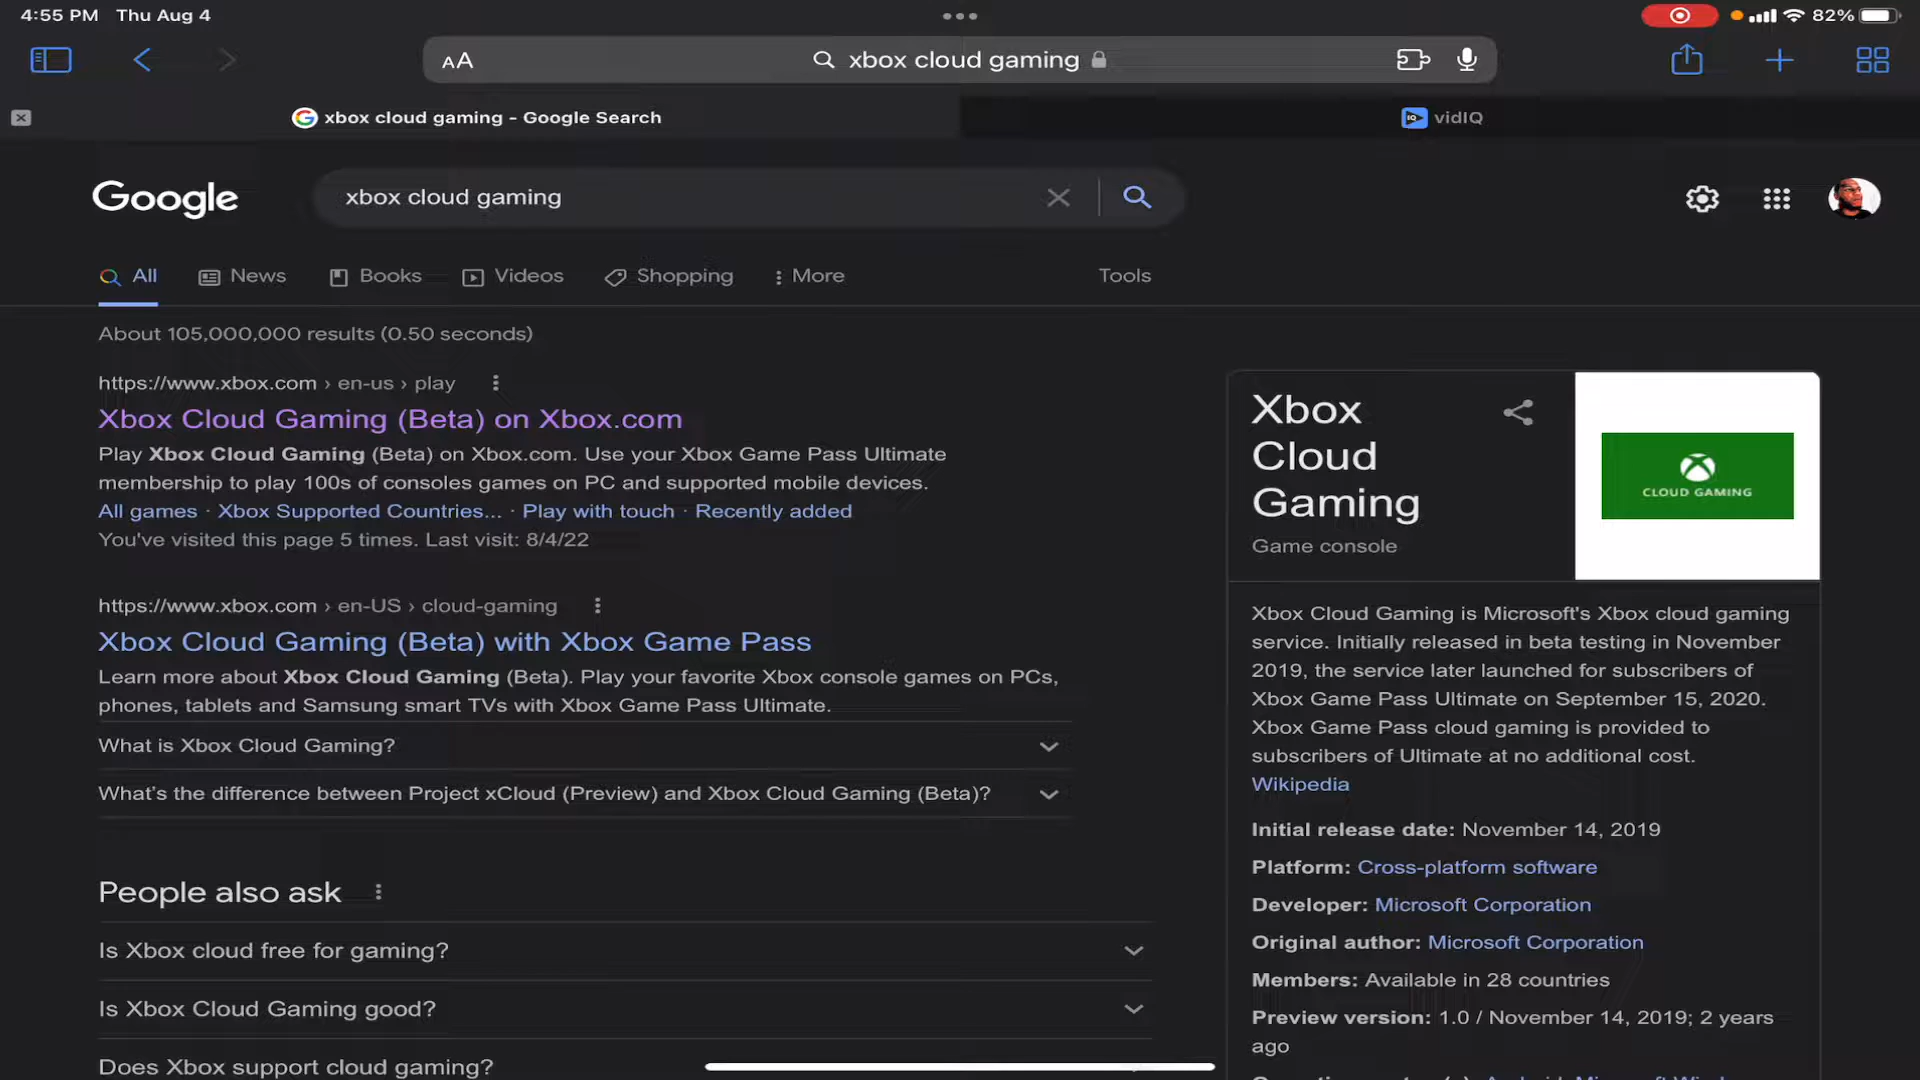 4:55 PM Thu Aug 4
82%
AA
xbox cloud gaming
xbox cloud gaming - Google Search
vidIQ
Google
xbox cloud gaming
All
News
Books
Videos
Shopping
More
Tools
About 105,000,000 results (0.50 seconds)
https://www.xbox.com › en-us › play
Xbox Cloud Gaming (Beta) on Xbox.com
Play Xbox Cloud Gaming (Beta) on Xbox.com. Use your Xbox Game Pass Ultimate
membership to play 100s of consoles games on PC and supported mobile devices.
All games · Xbox Supported Countries... · Play with touch · Recently added
You've visited this page 5 times. Last visit: 8/4/22
https://www.xbox.com › en-US › cloud-gaming
Xbox Cloud Gaming (Beta) with Xbox Game Pass
Learn more about Xbox Cloud Gaming (Beta). Play your favorite Xbox console games on PCs,
phones, tablets and Samsung smart TVs with Xbox Game Pass Ultimate.
What is Xbox Cloud Gaming?
What's the difference between Project xCloud (Preview) and Xbox Cloud Gaming (Beta)?
People also ask
Is Xbox cloud free for gaming?
Is Xbox Cloud Gaming good?
Does Xbox support cloud gaming?
Xbox
Cloud
Gaming
Game console
CLOUD GAMING
Xbox Cloud Gaming is Microsoft's Xbox cloud gaming
service. Initially released in beta testing in November
2019, the service later launched for subscribers of
Xbox Game Pass Ultimate on September 15, 2020.
Xbox Game Pass cloud gaming is provided to
subscribers of Ultimate at no additional cost.
Wikipedia
Initial release date: November 14, 2019
Platform: Cross-platform software
Developer: Microsoft Corporation
Original author: Microsoft Corporation
Members: Available in 28 countries
Preview version: 1.0 / November 14, 2019; 2 years
ago